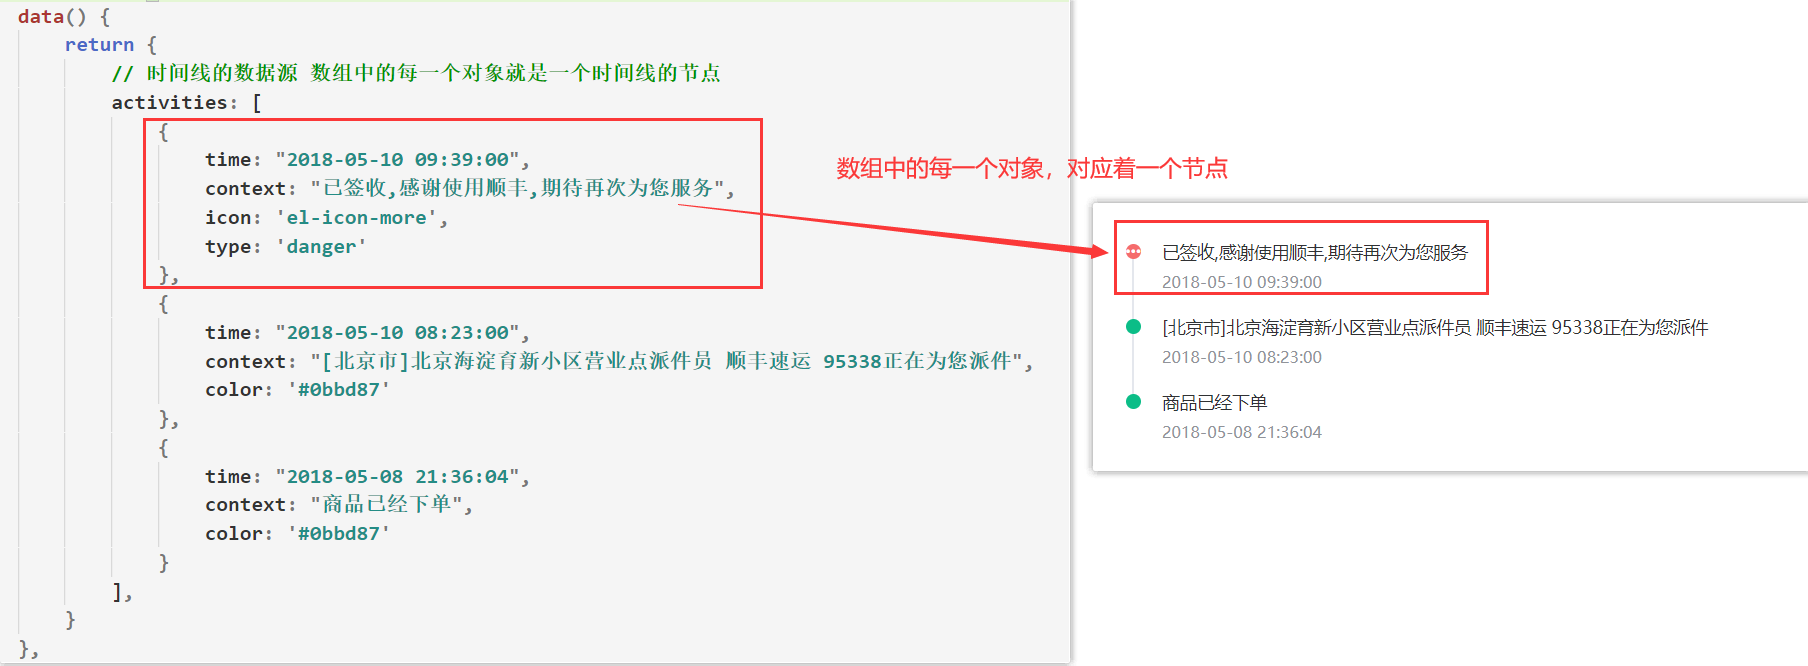 data() {
return {
// 时间线的数据源 数组中的每一个对象就是一个时间线的节点
activities: [
{
time: "2018-05-10 09:39:00",
context: "已签收,感谢使用顺丰,期待再次为您服务",
icon: 'el-icon-more',
type: 'danger'
},
{
time: "2018-05-10 08:23:00",
context: "[北京市]北京海淀育新小区营业点派件员 顺丰速运 95338正在为您派件",
color: '#0bbd87'
},
{
time: "2018-05-08 21:36:04",
context: "商品已经下单",
color: '#0bbd87'
}
],
}
},
数组中的每一个对象，对应着一个节点
已签收,感谢使用顺丰,期待再次为您服务
2018-05-10 09:39:00
[北京市]北京海淀育新小区营业点派件员 顺丰速运 95338正在为您派件
2018-05-10 08:23:00
商品已经下单
2018-05-08 21:36:04